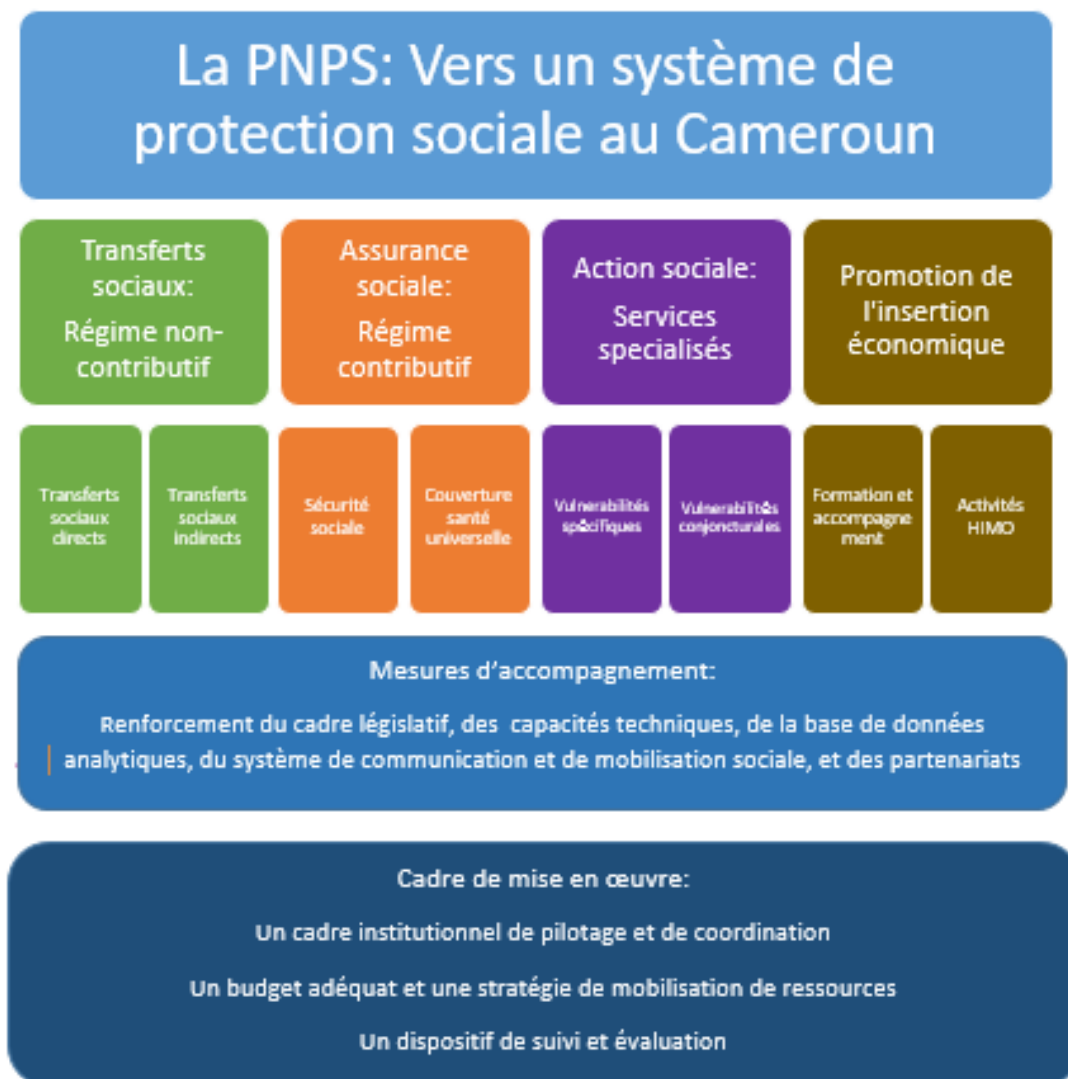 La PNPS: Vers un système de
protection sociale au Cameroun
Transferts
sociaux:
Régime non-
contributif
Assurance
sociale:
Régime
contributif
Action sociale:
Services
specialisés
Promotion de
l'insertion
économique
Transferts
sociaux
directs
Transferts
sociaux
indirects
Sécurité
sociale
Couverture
santé
universelle
Vulnerabilités
spécifiques
Vulnerabilités
conjoncturales
Formation et
accompagne
ment
Activités
HIMO
Mesures d’accompagnement:
Renforcement du cadre législatif, des capacités techniques, de la base de données
analytiques, du système de communication et de mobilisation sociale, et des partenariats
Cadre de mise en œuvre:
Un cadre institutionnel de pilotage et de coordination
Un budget adéquat et une stratégie de mobilisation de ressources
Un dispositif de suivi et évaluation